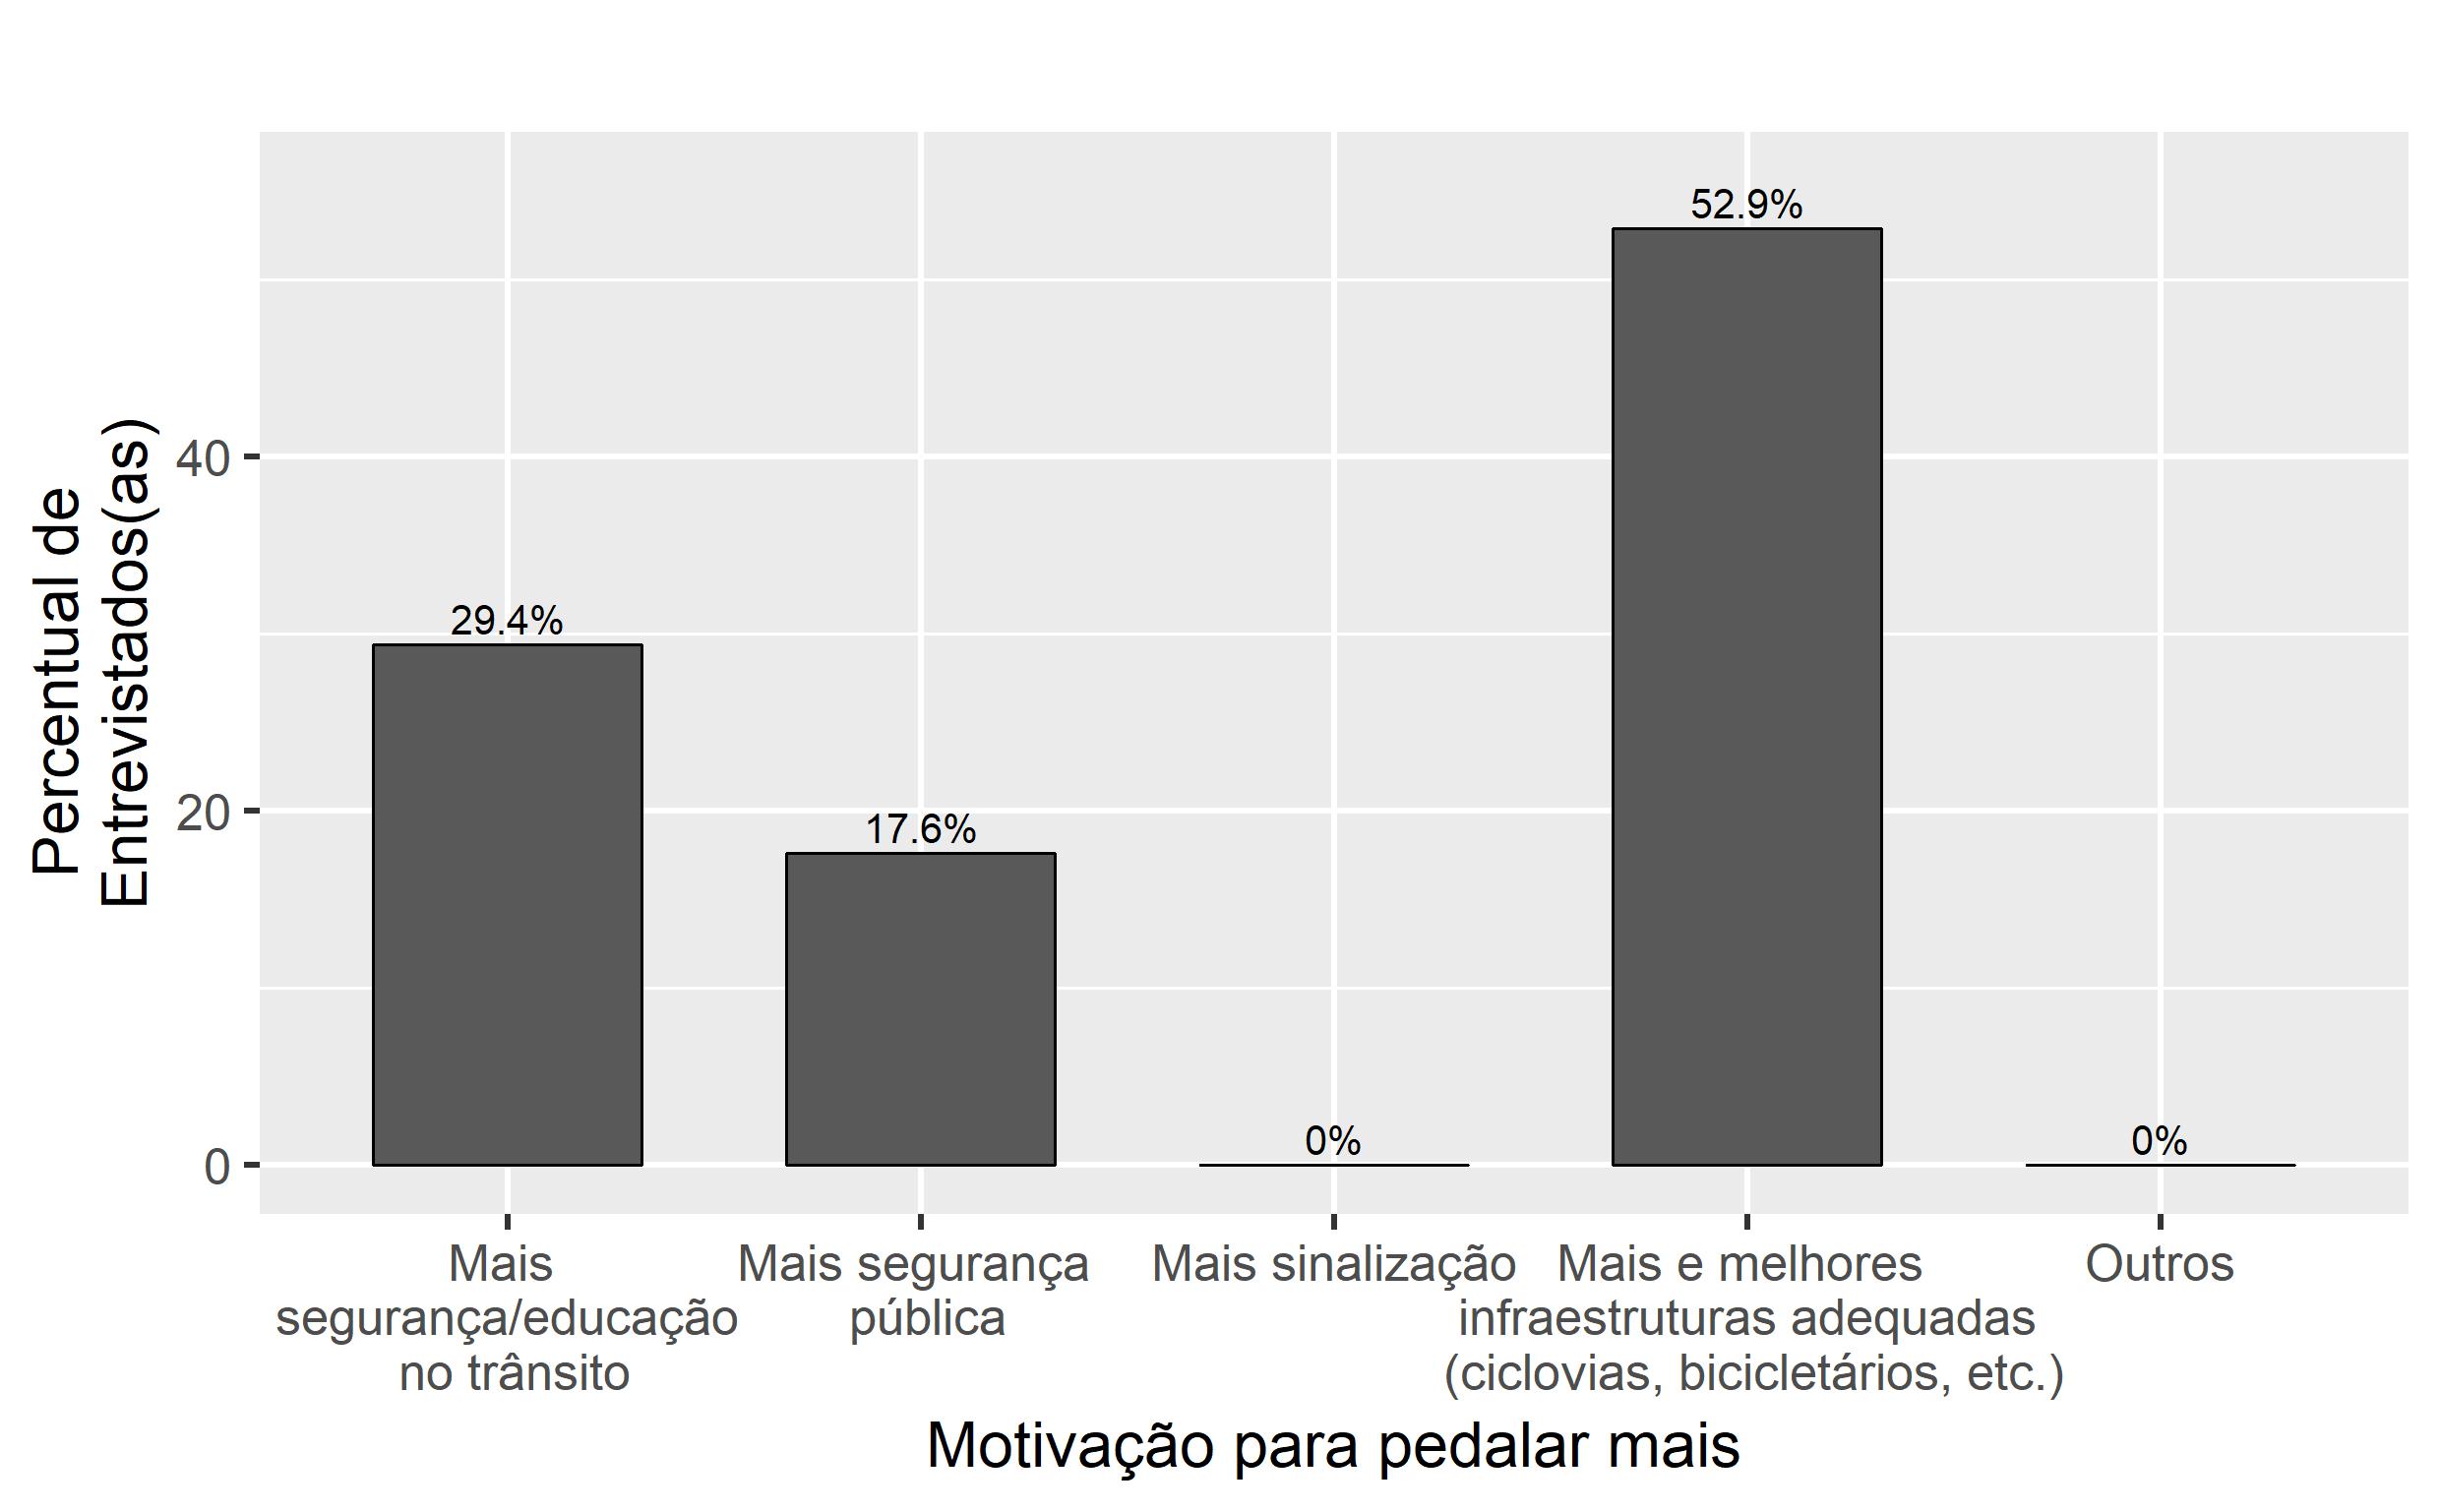 52.9%
29.4%
17.6%
0%
0%
40
20
0
Percentual de
Entrevistados(as)
Mais
segurança/educação
no trânsito
Mais segurança
pública
Mais sinalização
Mais e melhores
infraestruturas adequadas
(ciclovias, bicicletários, etc.)
Outros
Motivação para pedalar mais